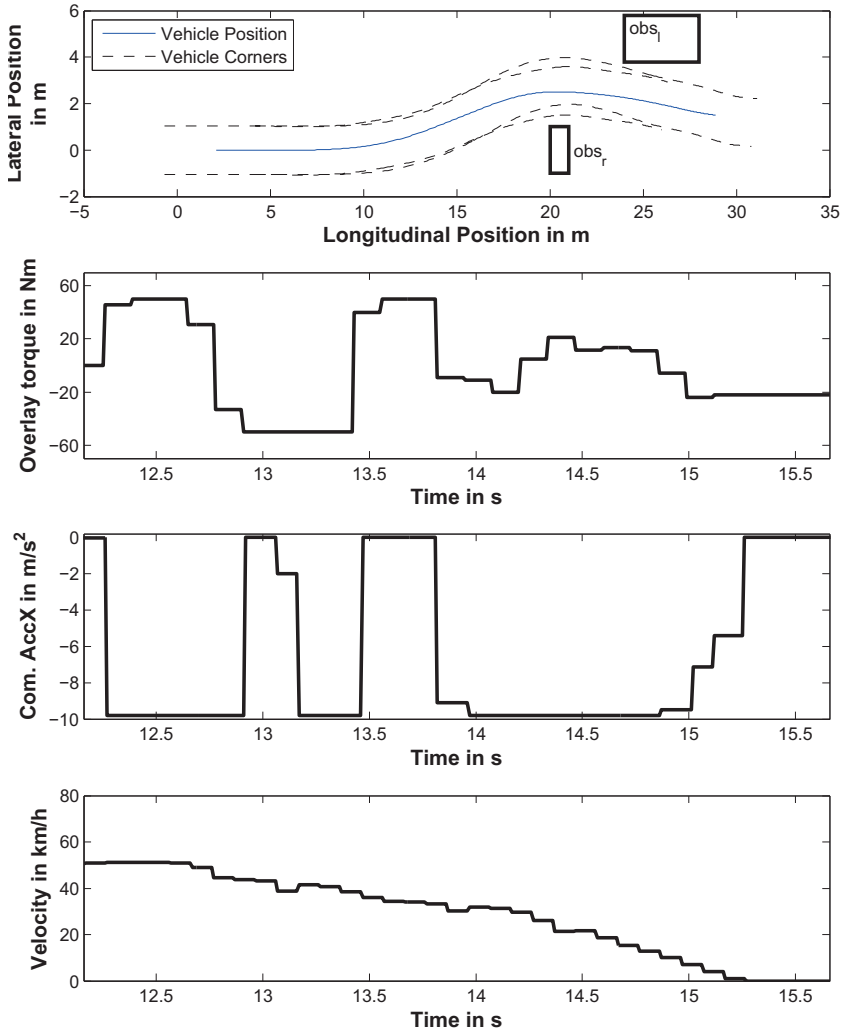 6
4
2
0
−2
Lateral Position
in m
Vehicle Position
Vehicle Corners
obs_l
obs_r
−5 0 5 10 15 20 25 30 35
Longitudinal Position in m
60
20
−20
−60
Overlay torque in Nm
12.5 13 13.5 14 14.5 15 15.5
Time in s
0
−2
−4
−6
−8
−10
Com. AccX in m/s²
12.5 13 13.5 14 14.5 15 15.5
Time in s
80
60
40
20
0
Velocity in km/h
12.5 13 13.5 14 14.5 15 15.5
Time in s